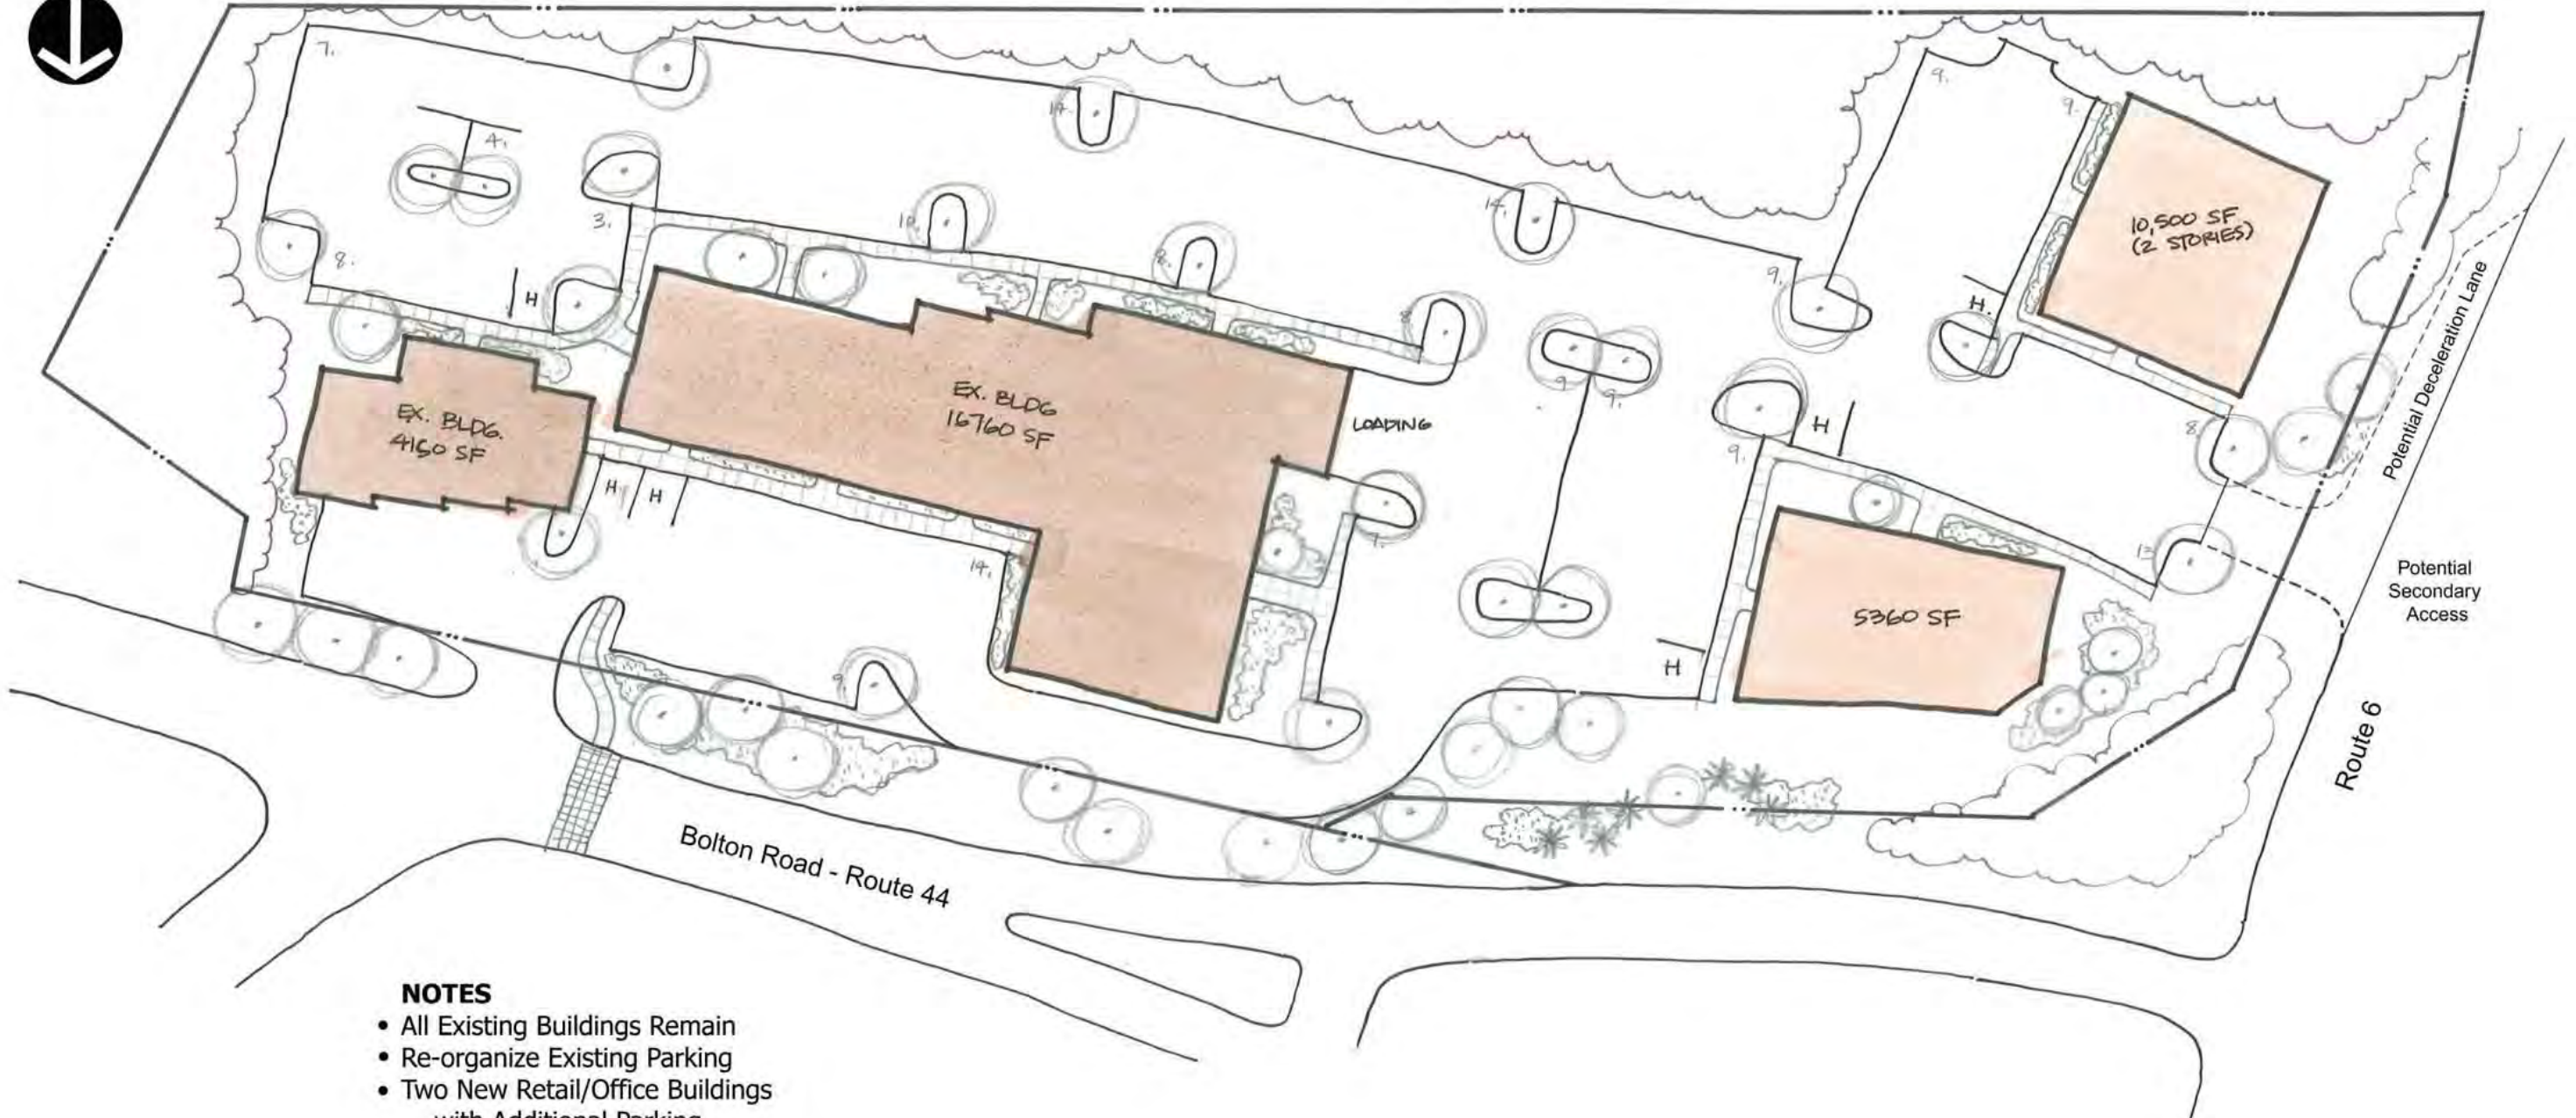 7.
4.
3.
8.
H
14.
10.
8.
14.
9.
9.
9.
H.
10,500 SF
(2 STORIES)
EX. BLDG.
4150 SF
EX. BLDG
16760 SF
LOADING
9.
9.
H
9.
8.
Potential Deceleration Lane
H
H
14.
7.
5360 SF
13
H
9.
Potential
Secondary
Access
Route 6
Bolton Road - Route 44
NOTES
• All Existing Buildings Remain
• Re-organize Existing Parking
• Two New Retail/Office Buildings
with Additional Parking